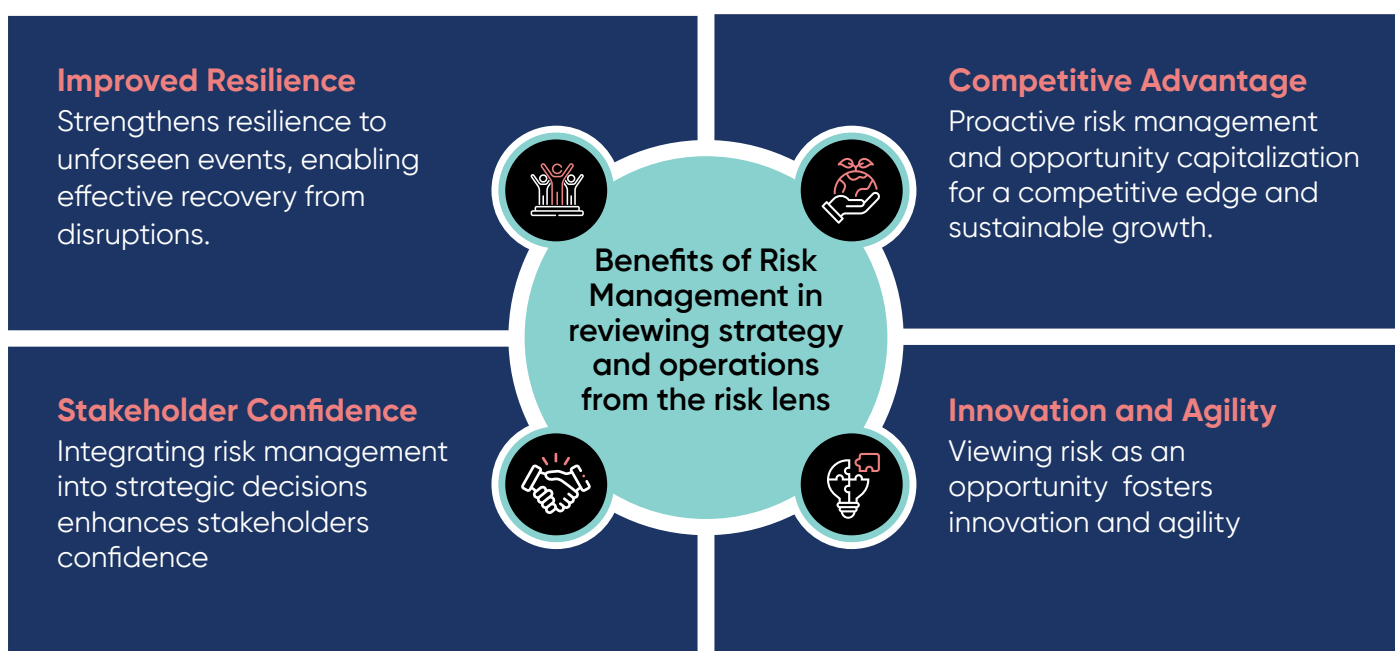 Improved Resilience
Strengthens resilience to
unforseen events, enabling
effective recovery from
disruptions.
Competitive Advantage
Proactive risk management
and opportunity capitalization
for a competitive edge and
sustainable growth.
Benefits of Risk
Management in
reviewing strategy
and operations
from the risk lens
Stakeholder Confidence
Integrating risk management
into strategic decisions
enhances stakeholders
confidence
Innovation and Agility
Viewing risk as an
opportunity  fosters
innovation and agility